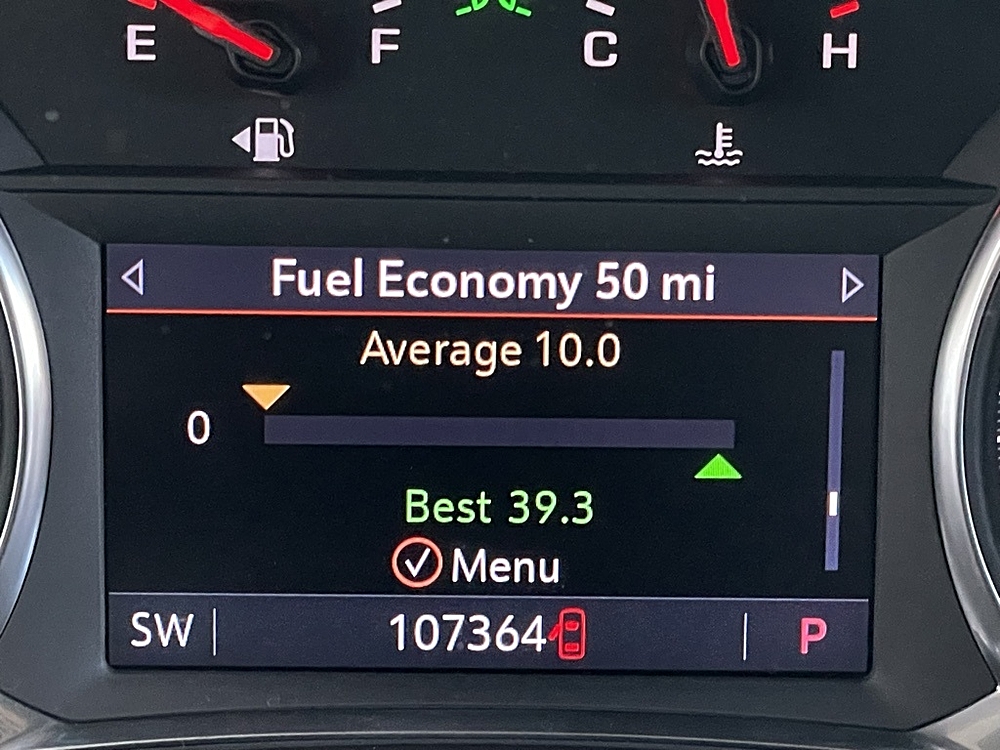 E F C H
Fuel Economy 50 mi
Average 10.0
0
Best 39.3
Menu
SW 107364 P